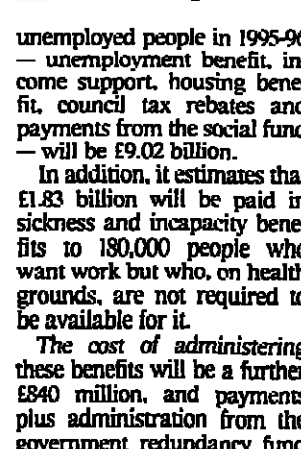 unemployed people in 1995-96
— unemployment benefit, in
come support, housing bene
fit, council tax rebates and
payments from the social fund
— will be £9.02 billion.
In addition, it estimates tha
£1.83 billion will be paid in
sickness and incapacity bene
fits to 180,000 people who
want work but who, on health
grounds, are not required to
be available for it.
The cost of administering
these benefits will be a further
£840 million, and payments
plus administration from the
government redundancy fund